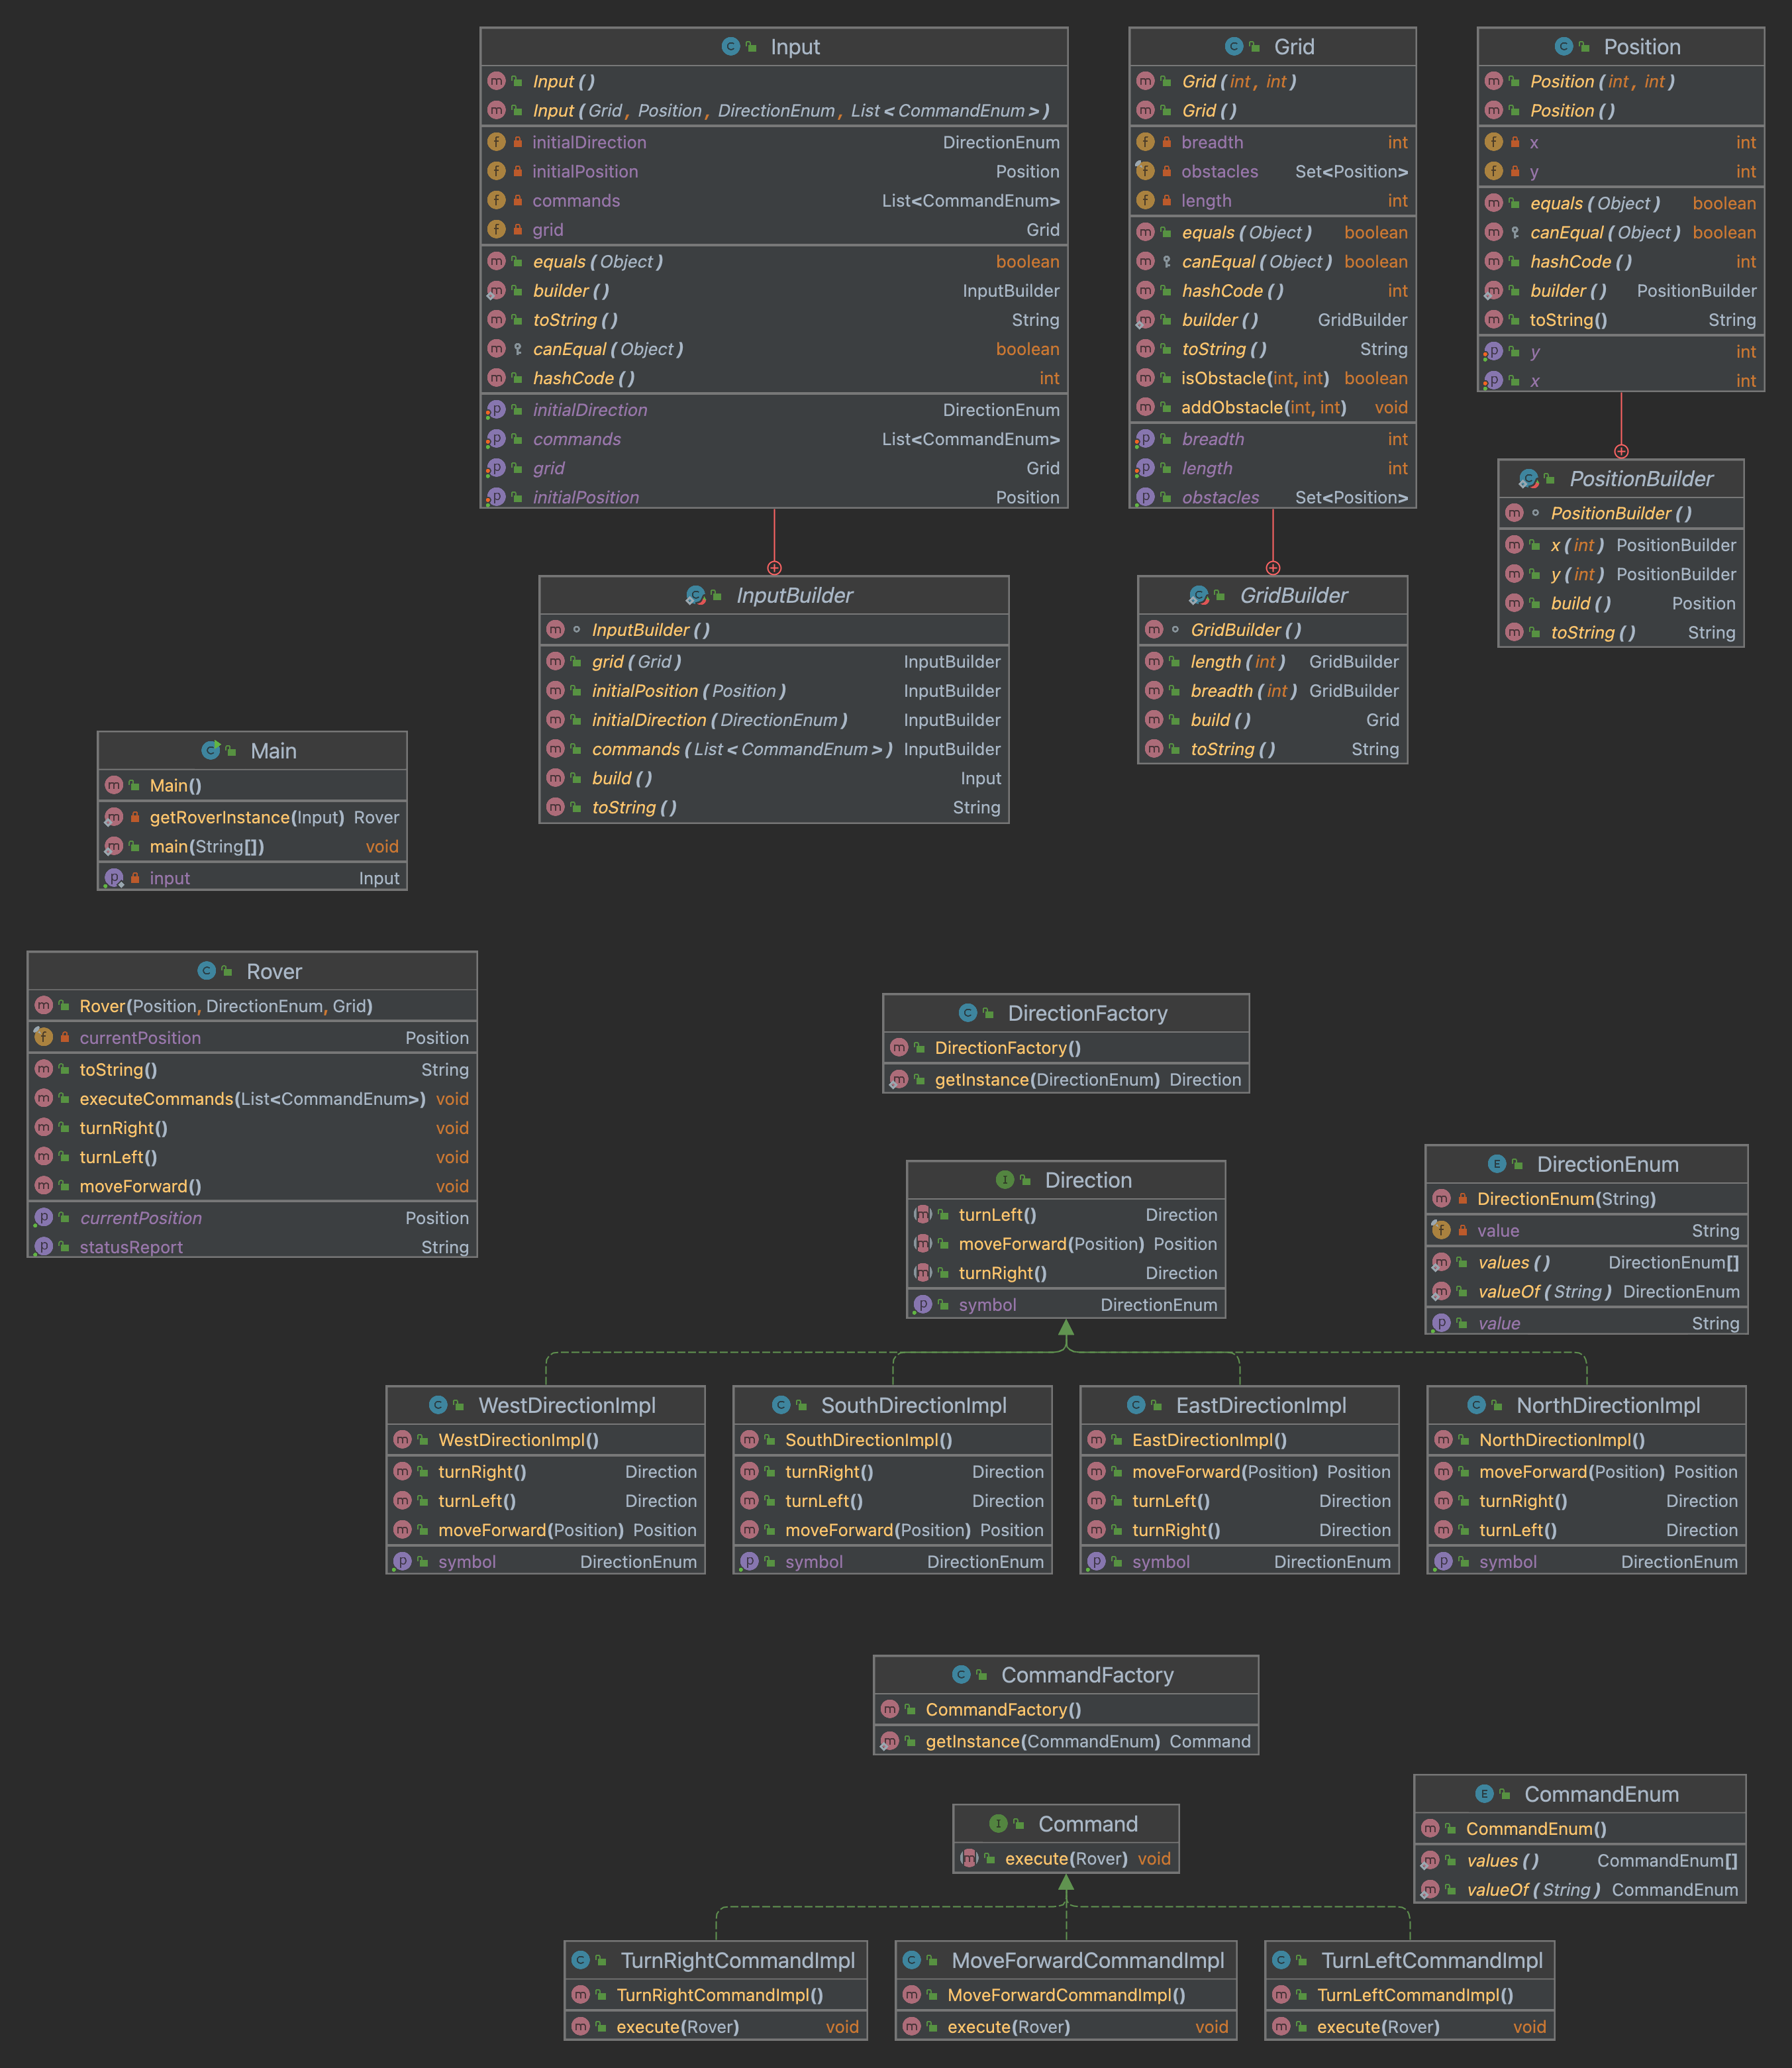 Input
Input()
Input(Grid, Position, DirectionEnum, List<CommandEnum>)
initialDirection DirectionEnum
initialPosition Position
commands List<CommandEnum>
grid Grid
equals(Object) boolean
builder() InputBuilder
toString() String
canEqual(Object) boolean
hashCode() int
initialDirection DirectionEnum
commands List<CommandEnum>
grid Grid
initialPosition Position
Grid
Grid(int, int)
Grid()
breadth int
obstacles Set<Position>
length int
equals(Object) boolean
canEqual(Object) boolean
hashCode() int
builder() GridBuilder
toString() String
isObstacle(int, int) boolean
addObstacle(int, int) void
breadth int
length int
obstacles Set<Position>
Position
Position(int, int)
Position()
x int
y int
equals(Object) boolean
canEqual(Object) boolean
hashCode() int
builder() PositionBuilder
toString() String
y int
x int
PositionBuilder
PositionBuilder()
x(int) PositionBuilder
y(int) PositionBuilder
build() Position
toString() String
InputBuilder
InputBuilder()
grid(Grid) InputBuilder
initialPosition(Position) InputBuilder
initialDirection(DirectionEnum) InputBuilder
commands(List<CommandEnum>) InputBuilder
build() Input
toString() String
GridBuilder
GridBuilder()
length(int) GridBuilder
breadth(int) GridBuilder
build() Grid
toString() String
Main
Main()
getRoverInstance(Input) Rover
main(String[]) void
input Input
Rover
Rover(Position, DirectionEnum, Grid)
currentPosition Position
toString() String
executeCommands(List<CommandEnum>) void
turnRight() void
turnLeft() void
moveForward() void
currentPosition Position
statusReport String
DirectionFactory
DirectionFactory()
getInstance(DirectionEnum) Direction
Direction
turnLeft() Direction
moveForward(Position) Position
turnRight() Direction
symbol DirectionEnum
DirectionEnum
DirectionEnum(String)
value String
values() DirectionEnum[]
valueOf(String) DirectionEnum
value String
WestDirectionImpl
WestDirectionImpl()
turnRight() Direction
turnLeft() Direction
moveForward(Position) Position
symbol DirectionEnum
SouthDirectionImpl
SouthDirectionImpl()
turnRight() Direction
turnLeft() Direction
moveForward(Position) Position
symbol DirectionEnum
EastDirectionImpl
EastDirectionImpl()
moveForward(Position) Position
turnLeft() Direction
turnRight() Direction
symbol DirectionEnum
NorthDirectionImpl
NorthDirectionImpl()
moveForward(Position) Position
turnRight() Direction
turnLeft() Direction
symbol DirectionEnum
CommandFactory
CommandFactory()
getInstance(CommandEnum) Command
Command
execute(Rover) void
CommandEnum
CommandEnum()
values() CommandEnum[]
valueOf(String) CommandEnum
TurnRightCommandImpl
TurnRightCommandImpl()
execute(Rover) void
MoveForwardCommandImpl
MoveForwardCommandImpl()
execute(Rover) void
TurnLeftCommandImpl
TurnLeftCommandImpl()
execute(Rover) void